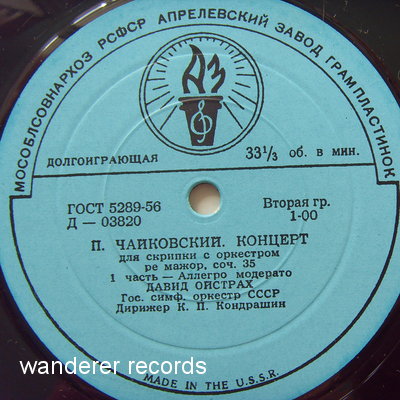 МОСОБЛСОВНАРХОЗ РСФСР АПРЕЛЕВСКИЙ ЗАВОД ГРАМПЛАСТИНОК
АЗ
ДОЛГОИГРАЮЩАЯ 33⅓ об. в мин.
ГОСТ 5289-56 Вторая гр.
Д — 03820 1-00
П. ЧАЙКОВСКИЙ. КОНЦЕРТ
для скрипки с оркестром
ре мажор, соч. 35
1 часть — Аллегро модерато
ДАВИД ОЙСТРАХ
Гос. симф. оркестр СССР
Дирижер К. П. Кондрашин
wanderer records
MADE IN THE U.S.S.R.